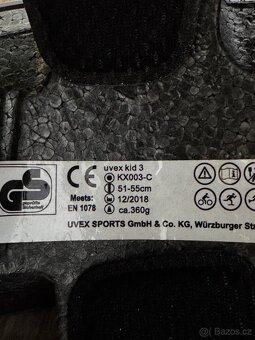 GS
geprüfte
Sicherheit
CE
uvex kid 3
KX003-C
51-55cm
Meets: 12/2018
EN 1078 ca.360g
UVEX SPORTS GmbH & Co. KG, Würzburger Str
Bazos.cz